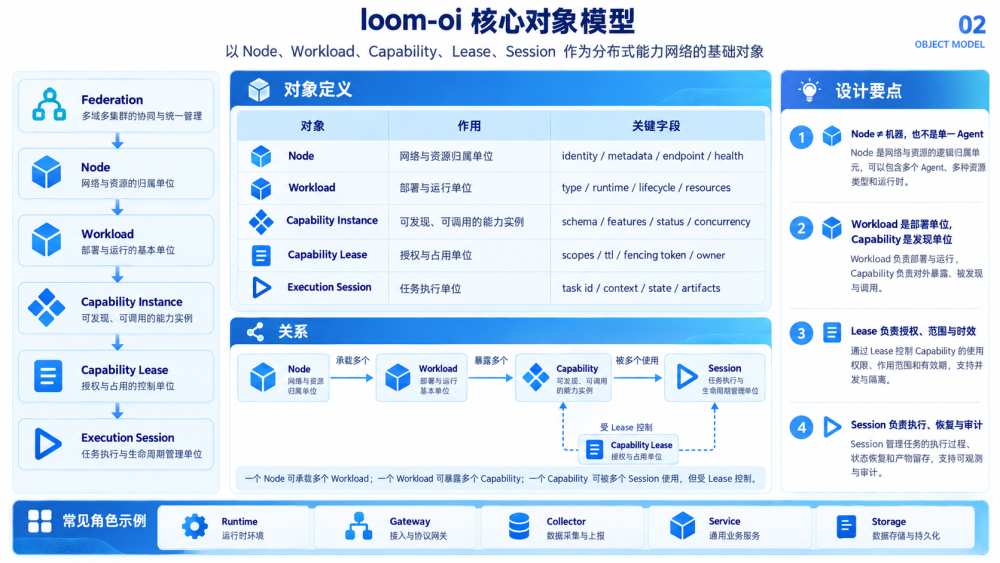 loom-oi 核心对象模型
以 Node、Workload、Capability、Lease、Session 作为分布式能力网络的基础对象
02
OBJECT MODEL
Federation
多域多集群的协同与统一管理
Node
网络与资源的归属单位
Workload
部署与运行的基本单位
Capability Instance
可发现、可调用的能力实例
Capability Lease
授权与占用的控制单位
Execution Session
任务执行与生命周期管理单位
对象定义
对象 作用 关键字段
Node 网络与资源归属单位 identity / metadata / endpoint / health
Workload 部署与运行单位 type / runtime / lifecycle / resources
Capability Instance 可发现、可调用的能力实例 schema / features / status / concurrency
Capability Lease 授权与占用单位 scopes / ttl / fencing token / owner
Execution Session 任务执行单位 task id / context / state / artifacts
关系
Node
网络与资源
归属单位
承载多个
Workload
部署与运行
基本单位
暴露多个
Capability
可发现、可调用
的能力实例
被多个使用
Session
任务执行与
生命周期管理单位
受 Lease 控制
Capability Lease
授权与占用单位
一个 Node 可承载多个 Workload；一个 Workload 可暴露多个 Capability；一个 Capability 可被多个 Session 使用，但受 Lease 控制。
设计要点
1
Node ≠ 机器，也不是单一 Agent
Node 是网络与资源的逻辑归属单
元，可以包含多个 Agent、多种资源
类型和运行时。
2
Workload 是部署单位，
Capability 是发现单位
Workload 负责部署与运行，
Capability 负责对外暴露、被发现
与调用。
3
Lease 负责授权、范围与时效
通过 Lease 控制 Capability 的使用
权限、作用范围和有效期，支持并
发与隔离。
4
Session 负责执行、恢复与审计
Session 管理任务的执行过程、
状态恢复和产物留存，支持可观测
与审计。
常见角色示例
Runtime
运行时环境
Gateway
接入与协议网关
Collector
数据采集与上报
Service
通用业务服务
Storage
数据存储与持久化